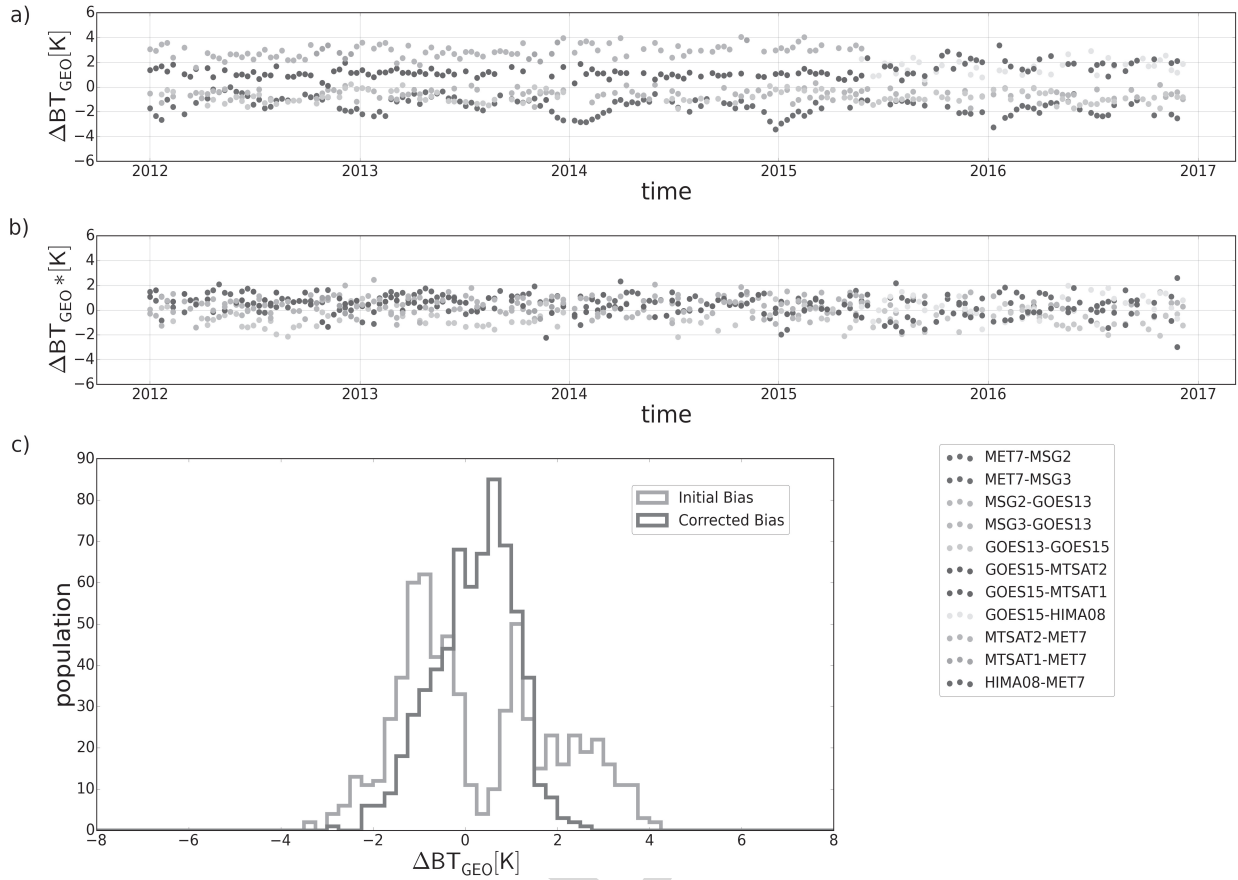 a)
ΔBT_GEO[K]
6
4
2
0
−2
−4
−6
2012 2013 2014 2015 2016 2017
time
b)
ΔBT_GEO*[K]
6
4
2
0
−2
−4
−6
2012 2013 2014 2015 2016 2017
time
c)
population
90
80
70
60
50
40
30
20
10
0
−8 −6 −4 −2 0 2 4 6 8
ΔBT_GEO[K]
Initial Bias
Corrected Bias
MET7-MSG2
MET7-MSG3
MSG2-GOES13
MSG3-GOES13
GOES13-GOES15
GOES15-MTSAT2
GOES15-MTSAT1
GOES15-HIMA08
MTSAT2-MET7
MTSAT1-MET7
HIMA08-MET7